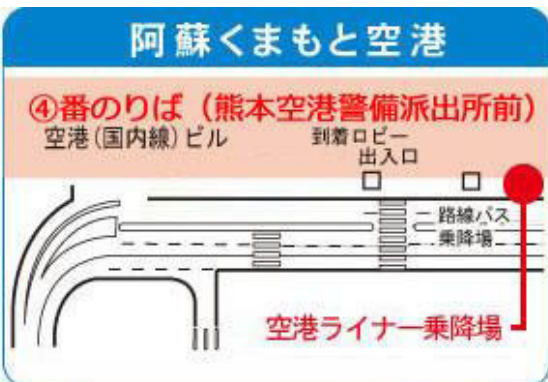 阿蘇くまもと空港
④番のりば（熊本空港警備派出所前）
空港(国内線)ビル
到着ロビー
出入口
路線バス
乗降場
空港ライナー乗降場